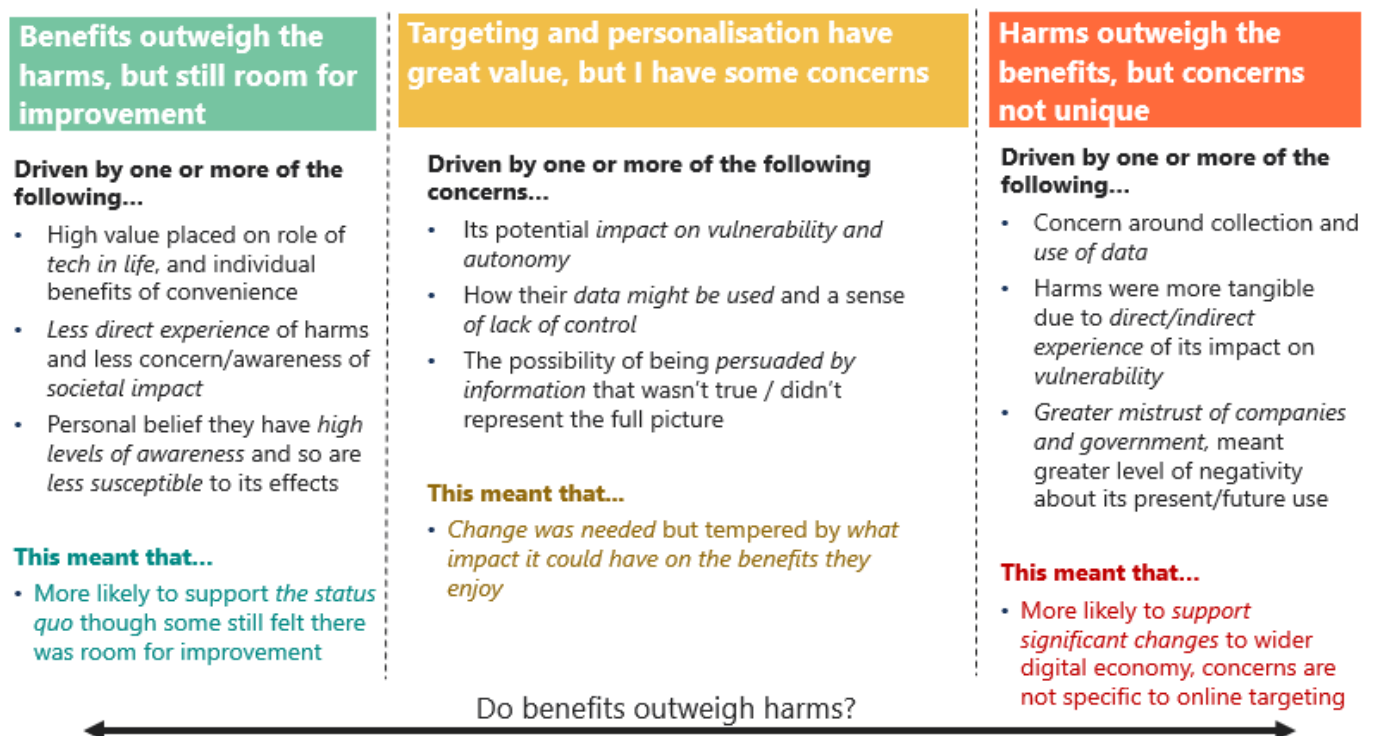 Benefits outweigh the
harms, but still room for
improvement
Driven by one or more of the
following...
• High value placed on role of
tech in life, and individual
benefits of convenience
• Less direct experience of harms
and less concern/awareness of
societal impact
• Personal belief they have high
levels of awareness and so are
less susceptible to its effects
This meant that...
• More likely to support the status
quo though some still felt there
was room for improvement
Targeting and personalisation have
great value, but I have some concerns
Driven by one or more of the following
concerns...
• Its potential impact on vulnerability and
autonomy
• How their data might be used and a sense
of lack of control
• The possibility of being persuaded by
information that wasn't true / didn't
represent the full picture
This meant that...
• Change was needed but tempered by what
impact it could have on the benefits they
enjoy
Harms outweigh the
benefits, but concerns
not unique
Driven by one or more of the
following...
• Concern around collection and
use of data
• Harms were more tangible
due to direct/indirect
experience of its impact on
vulnerability
• Greater mistrust of companies
and government, meant
greater level of negativity
about its present/future use
This meant that...
• More likely to support
significant changes to wider
digital economy, concerns are
not specific to online targeting
Do benefits outweigh harms?